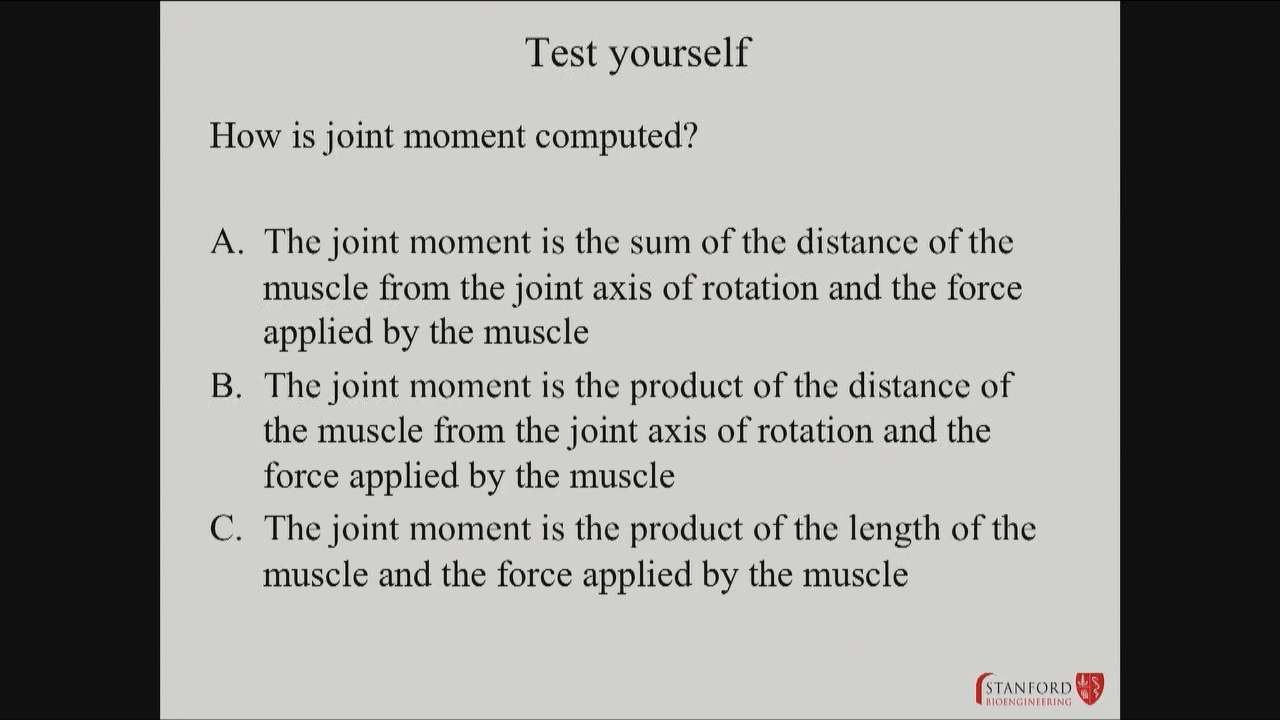 Test yourself
How is joint moment computed?
A. The joint moment is the sum of the distance of the
muscle from the joint axis of rotation and the force
applied by the muscle
B. The joint moment is the product of the distance of
the muscle from the joint axis of rotation and the
force applied by the muscle
C. The joint moment is the product of the length of the
muscle and the force applied by the muscle
STANFORD
BIOENGINEERING